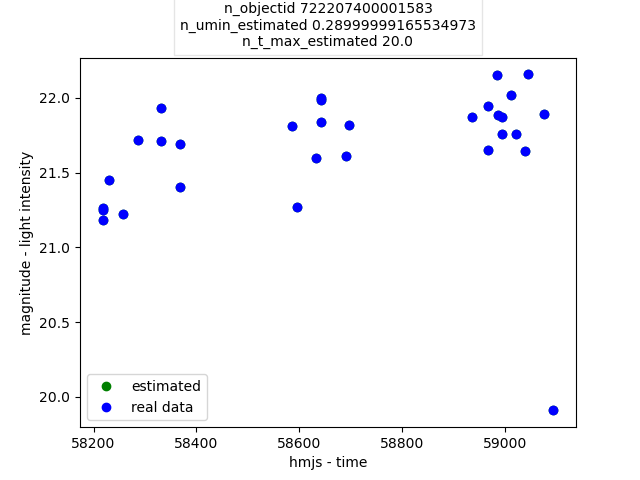 n_objectid 722207400001583
n_umin_estimated 0.28999999165534973
n_t_max_estimated 20.0
22.0
21.5
21.0
20.5
20.0
magnitude - light intensity
estimated
real data
58200
58400
58600
58800
59000
hmjs - time